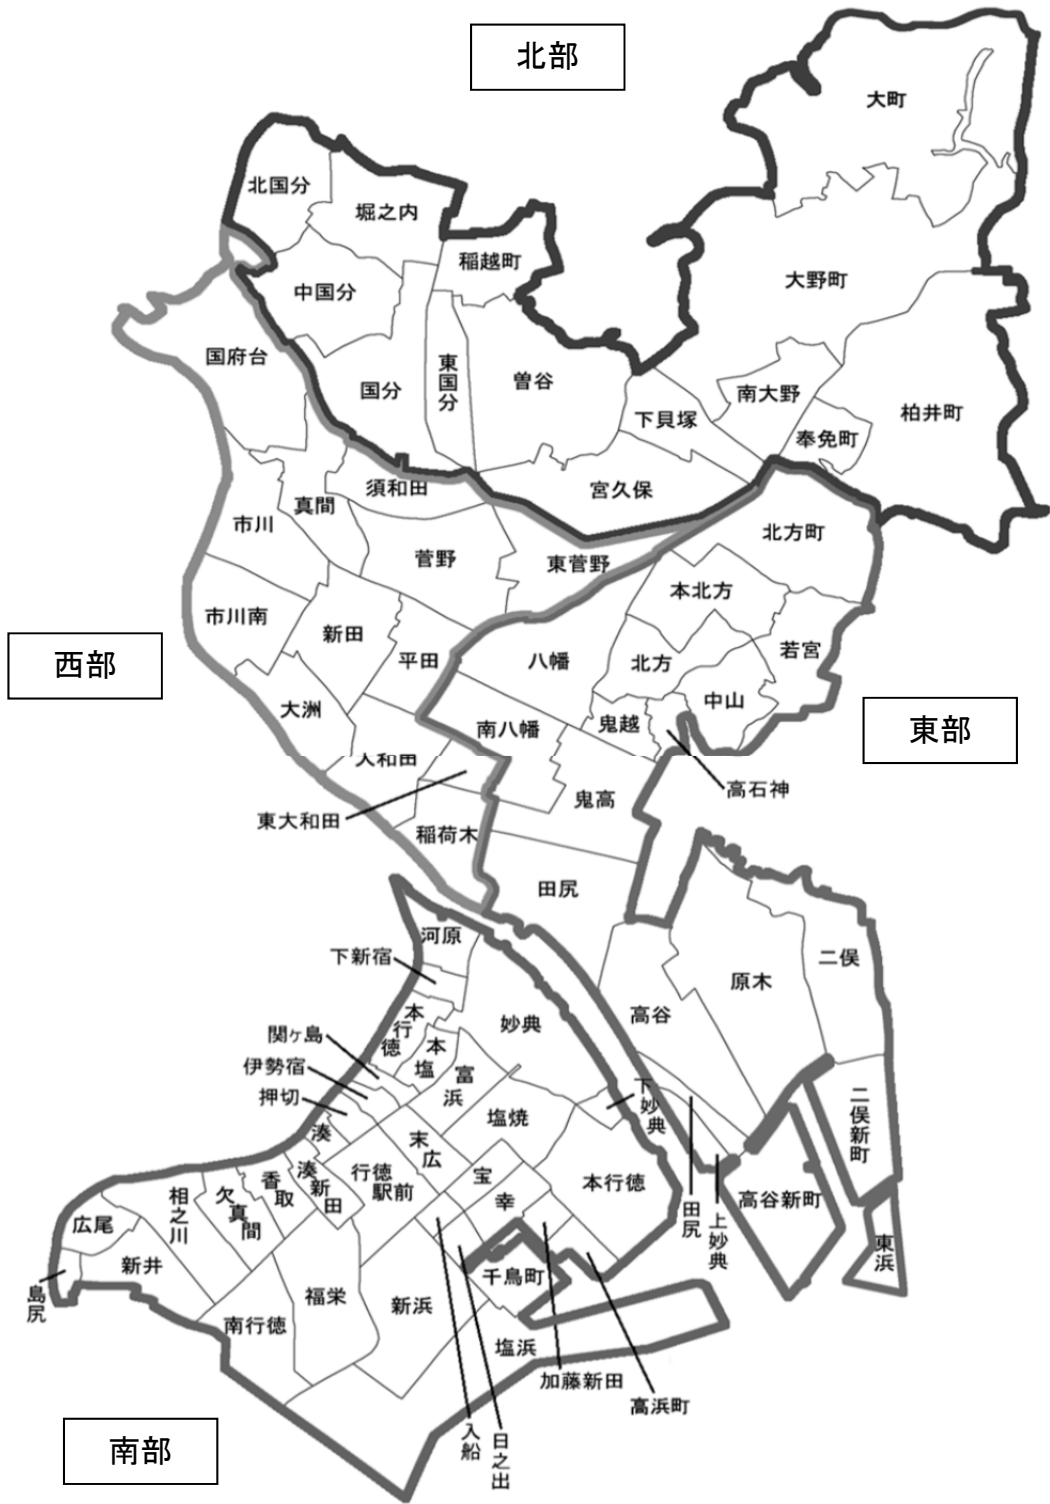 北部
大町
北国分
堀之内
稲越町
大野町
中国分
国府台
国分
東国分
曽谷
南大野
下貝塚
柏井町
奉免町
須和田
宮久保
真間
市川
北方町
菅野
東菅野
本北方
市川南
新田
平田
八幡
北方
若宮
西部
中山
大洲
南八幡
鬼越
東部
大和田
高石神
鬼高
東大和田
稲荷木
田尻
河原
下新宿
二俣
原木
高谷
本行徳
妙典
関ヶ島
本塩
伊勢宿
富浜
押切
下妙典
二俣新町
塩焼
湊
末広
行徳駅前
宝
本行徳
湊新田
香取
欠真間
相之川
幸
田尻
高谷新町
上妙典
広尾
新井
東浜
千鳥町
島尻
福栄
新浜
南行徳
塩浜
加藤新田
高浜町
入船
日之出
南部